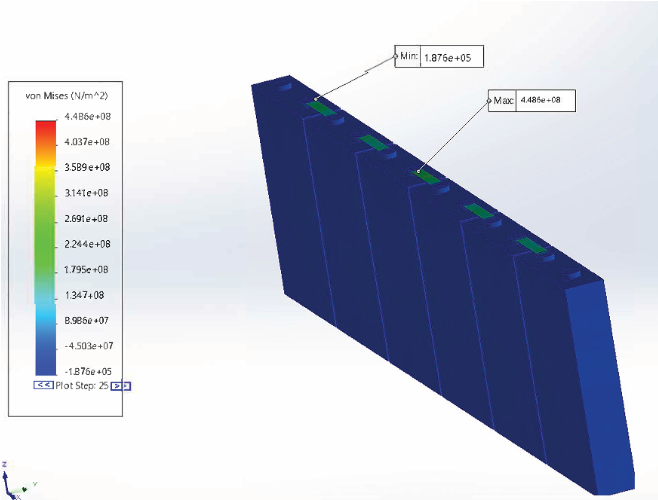 Min: 1.876e+05
Max: 4.486e+08
von Mises (N/m^2)
4.486e+08
4.037e+08
3.589e+08
3.141e+08
2.691e+08
2.244e+08
1.795e+08
1.347+08
8.986e+07
-4.503e+07
-1.876e+05
<< Plot Step: 25 >>
Z
Y
X